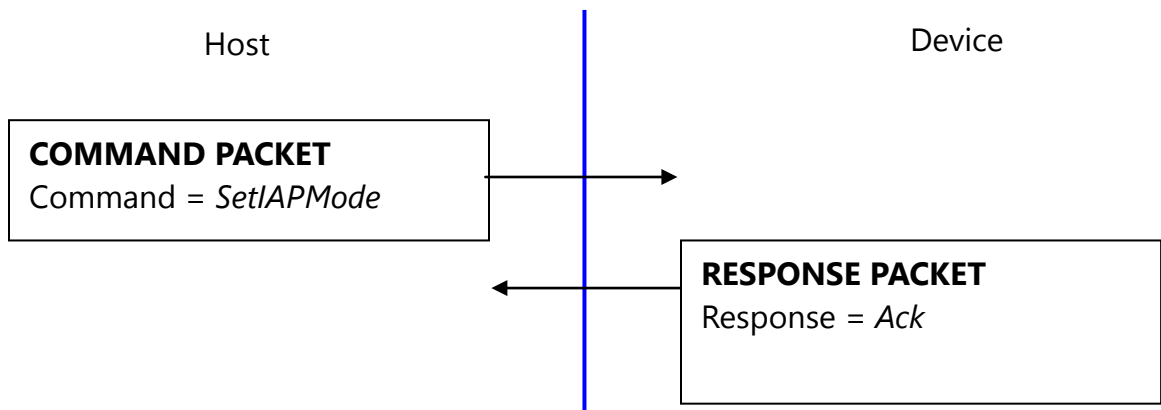 Host
Device
COMMAND PACKET
Command = SetIAPMode
RESPONSE PACKET
Response = Ack